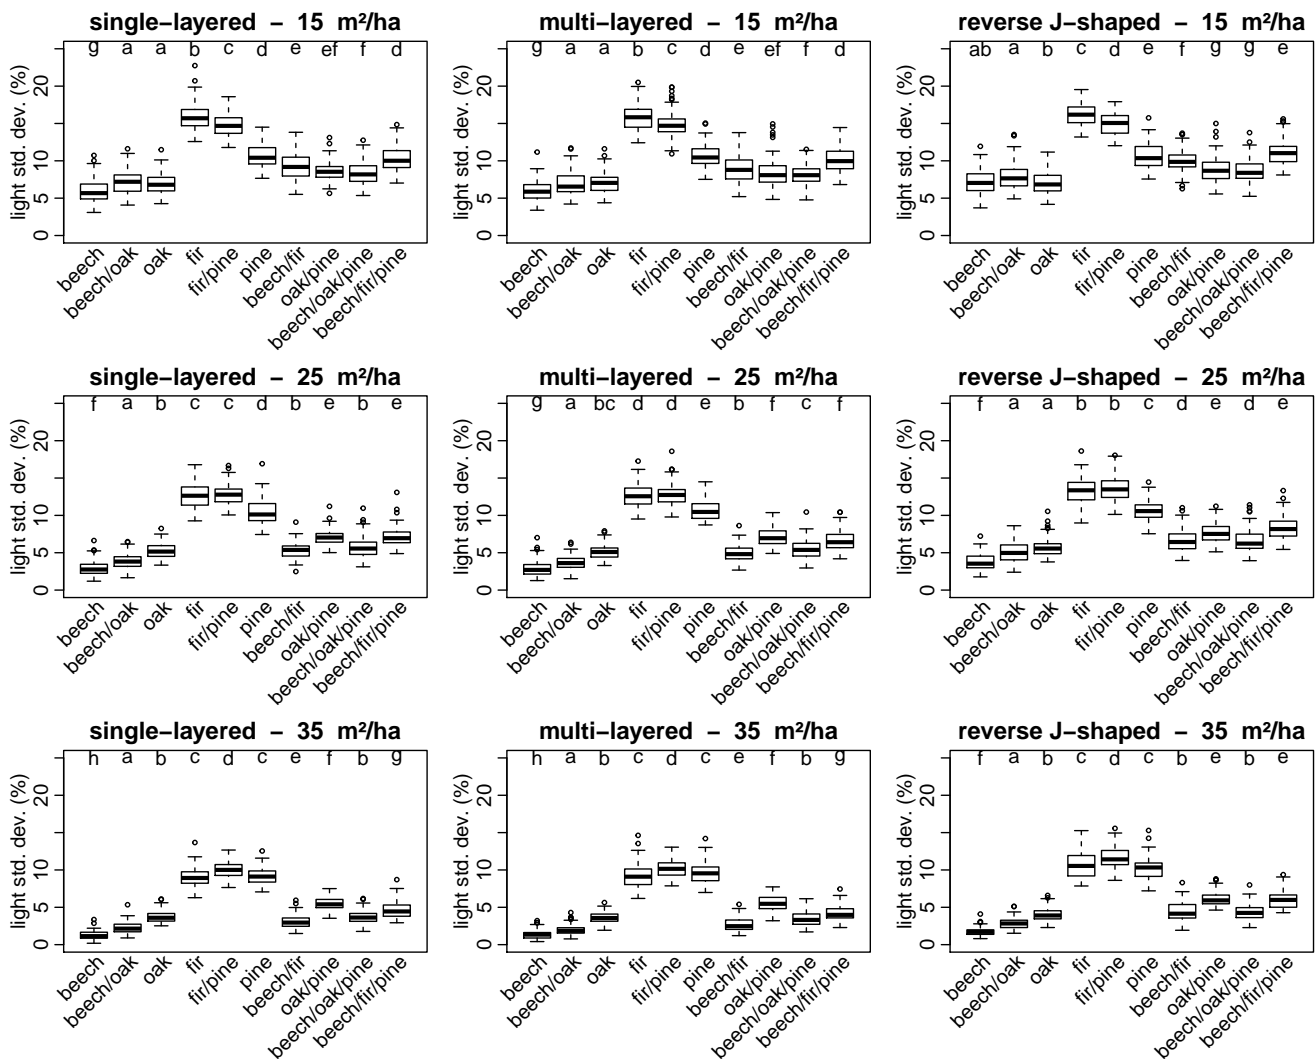 single−layered − 15 m²/ha
g a a b c d e ef f d
light std. dev. (%)
20
10
5
0
beech
beech/oak
oak
fir
fir/pine
pine
beech/fir
oak/pine
beech/oak/pine
beech/fir/pine
multi−layered − 15 m²/ha
g a a b c d e ef f d
light std. dev. (%)
20
10
5
0
beech
beech/oak
oak
fir
fir/pine
pine
beech/fir
oak/pine
beech/oak/pine
beech/fir/pine
reverse J−shaped − 15 m²/ha
ab a b c d e f g g e
light std. dev. (%)
20
10
5
0
beech
beech/oak
oak
fir
fir/pine
pine
beech/fir
oak/pine
beech/oak/pine
beech/fir/pine
single−layered − 25 m²/ha
f a b c c d b e b e
light std. dev. (%)
20
10
5
0
beech
beech/oak
oak
fir
fir/pine
pine
beech/fir
oak/pine
beech/oak/pine
beech/fir/pine
multi−layered − 25 m²/ha
g a bc d d e b f c f
light std. dev. (%)
20
10
5
0
beech
beech/oak
oak
fir
fir/pine
pine
beech/fir
oak/pine
beech/oak/pine
beech/fir/pine
reverse J−shaped − 25 m²/ha
f a a b b c d e d e
light std. dev. (%)
20
10
5
0
beech
beech/oak
oak
fir
fir/pine
pine
beech/fir
oak/pine
beech/oak/pine
beech/fir/pine
single−layered − 35 m²/ha
h a b c d c e f b g
light std. dev. (%)
20
10
5
0
beech
beech/oak
oak
fir
fir/pine
pine
beech/fir
oak/pine
beech/oak/pine
beech/fir/pine
multi−layered − 35 m²/ha
h a b c d c e f b g
light std. dev. (%)
20
10
5
0
beech
beech/oak
oak
fir
fir/pine
pine
beech/fir
oak/pine
beech/oak/pine
beech/fir/pine
reverse J−shaped − 35 m²/ha
f a b c d c b e b e
light std. dev. (%)
20
10
5
0
beech
beech/oak
oak
fir
fir/pine
pine
beech/fir
oak/pine
beech/oak/pine
beech/fir/pine